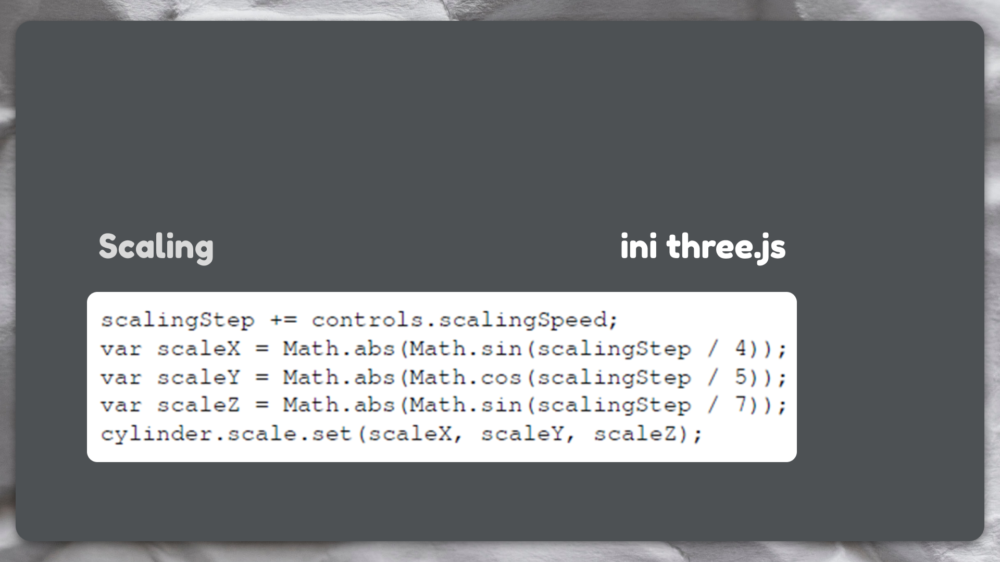 Scaling ini three.js
scalingStep += controls.scalingSpeed;
var scaleX = Math.abs(Math.sin(scalingStep / 4));
var scaleY = Math.abs(Math.cos(scalingStep / 5));
var scaleZ = Math.abs(Math.sin(scalingStep / 7));
cylinder.scale.set(scaleX, scaleY, scaleZ);